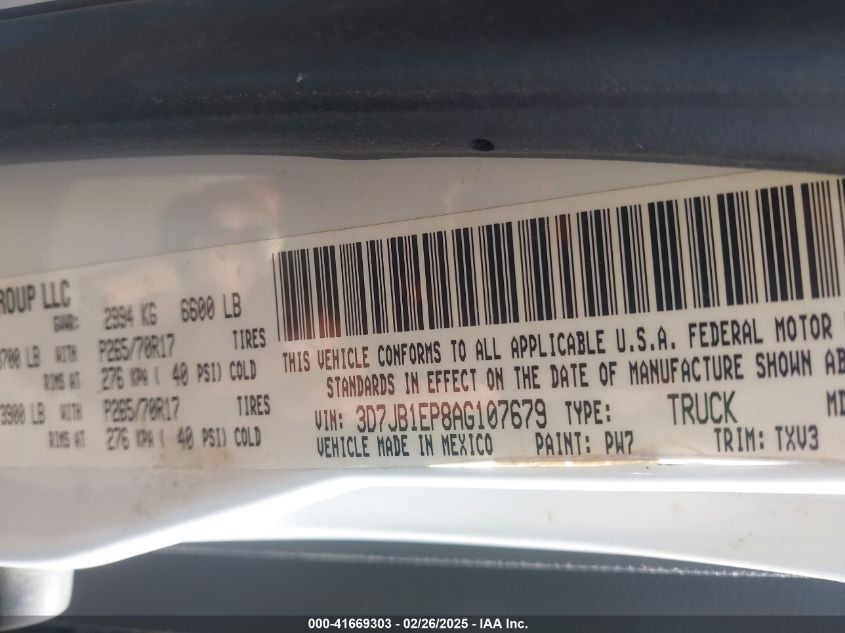 ROUP LLC
GVWR: 2994 KG 6600 LB
700 LB WITH P265/70R17 TIRES
RIMS AT 276 KPA ( 40 PSI) COLD
3900 LB WITH P265/70R17 TIRES
RIMS AT 276 KPA ( 40 PSI) COLD
THIS VEHICLE CONFORMS TO ALL APPLICABLE U.S.A. FEDERAL MOTOR
STANDARDS IN EFFECT ON THE DATE OF MANUFACTURE SHOWN AB
VIN: 3D7JB1EP8AG107679 TYPE: TRUCK MD
VEHICLE MADE IN MEXICO PAINT: PW7 TRIM: TXV3
000-41669303 - 02/26/2025 - IAA Inc.